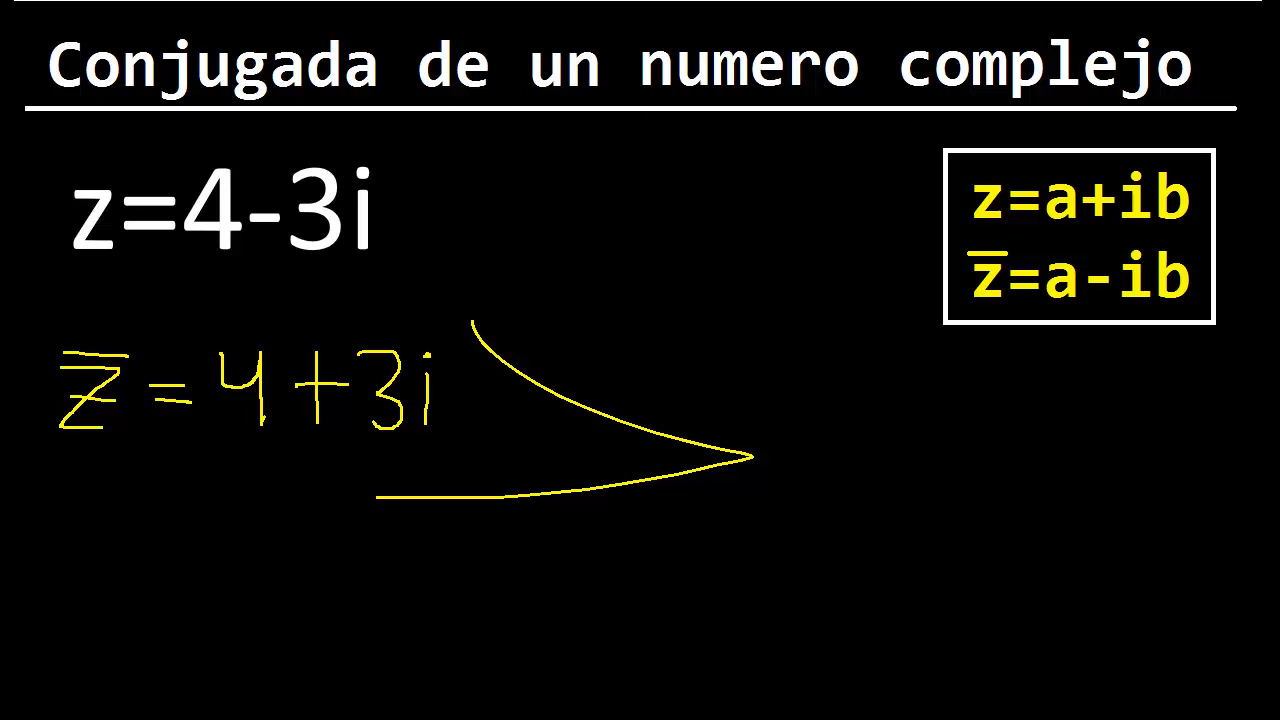 Conjugada de un numero complejo
z=4-3i
z=a+ib
z̅=a-ib
z̅=4+3i